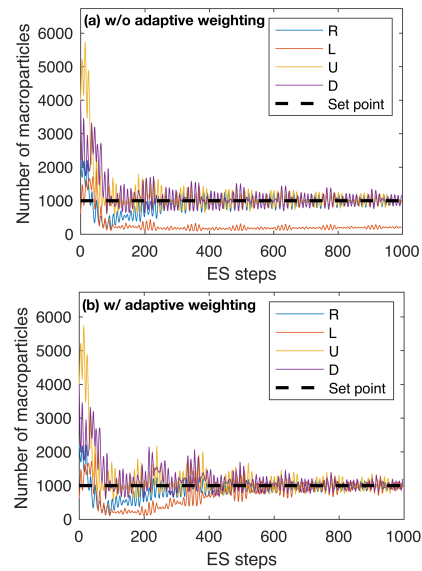 (a) w/o adaptive weighting
R
L
U
D
Set point
Number of macroparticles
6000
5000
4000
3000
2000
1000
0
0 200 400 600 800 1000
ES steps
(b) w/ adaptive weighting
R
L
U
D
Set point
Number of macroparticles
6000
5000
4000
3000
2000
1000
0
0 200 400 600 800 1000
ES steps